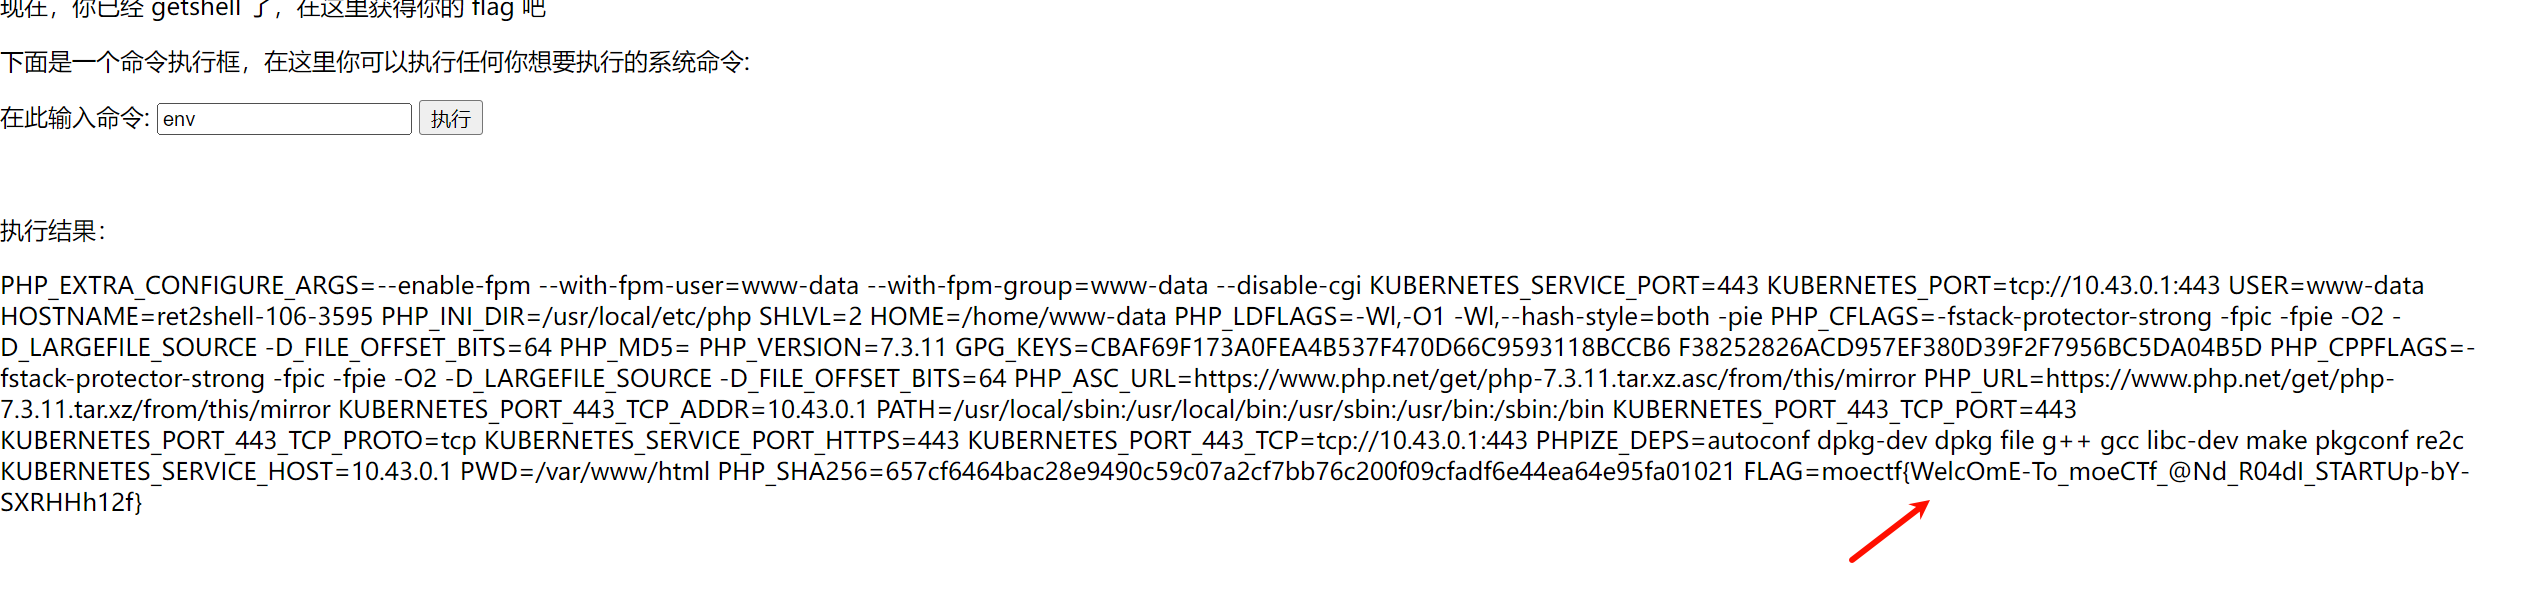 现在，你已经 getshell 了，在这里获得你的 flag 吧
下面是一个命令执行框，在这里你可以执行任何你想要执行的系统命令:
在此输入命令: env 执行
执行结果：
PHP_EXTRA_CONFIGURE_ARGS=--enable-fpm --with-fpm-user=www-data --with-fpm-group=www-data --disable-cgi KUBERNETES_SERVICE_PORT=443 KUBERNETES_PORT=tcp://10.43.0.1:443 USER=www-data
HOSTNAME=ret2shell-106-3595 PHP_INI_DIR=/usr/local/etc/php SHLVL=2 HOME=/home/www-data PHP_LDFLAGS=-Wl,-O1 -Wl,--hash-style=both -pie PHP_CFLAGS=-fstack-protector-strong -fpic -fpie -O2 -
D_LARGEFILE_SOURCE -D_FILE_OFFSET_BITS=64 PHP_MD5= PHP_VERSION=7.3.11 GPG_KEYS=CBAF69F173A0FEA4B537F470D66C9593118BCCB6 F38252826ACD957EF380D39F2F7956BC5DA04B5D PHP_CPPFLAGS=-
fstack-protector-strong -fpic -fpie -O2 -D_LARGEFILE_SOURCE -D_FILE_OFFSET_BITS=64 PHP_ASC_URL=https://www.php.net/get/php-7.3.11.tar.xz.asc/from/this/mirror PHP_URL=https://www.php.net/get/php-
7.3.11.tar.xz/from/this/mirror KUBERNETES_PORT_443_TCP_ADDR=10.43.0.1 PATH=/usr/local/sbin:/usr/local/bin:/usr/sbin:/usr/bin:/sbin:/bin KUBERNETES_PORT_443_TCP_PORT=443
KUBERNETES_PORT_443_TCP_PROTO=tcp KUBERNETES_SERVICE_PORT_HTTPS=443 KUBERNETES_PORT_443_TCP=tcp://10.43.0.1:443 PHPIZE_DEPS=autoconf dpkg-dev dpkg file g++ gcc libc-dev make pkgconf re2c
KUBERNETES_SERVICE_HOST=10.43.0.1 PWD=/var/www/html PHP_SHA256=657cf6464bac28e9490c59c07a2cf7bb76c200f09cfadf6e44ea64e95fa01021 FLAG=moectf{WelcOmE-To_moeCTf_@Nd_R04dI_STARTUp-bY-
SXRHHh12f}